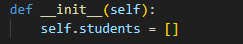 def __init__(self):
    self.students = []